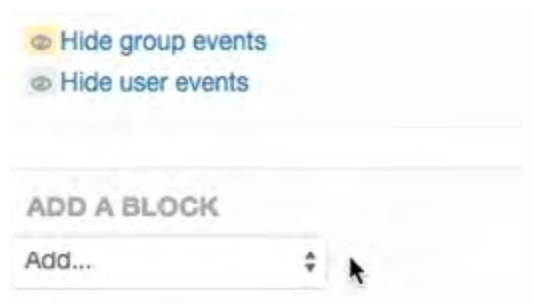 Hide group events
Hide user events
ADD A BLOCK
Add...